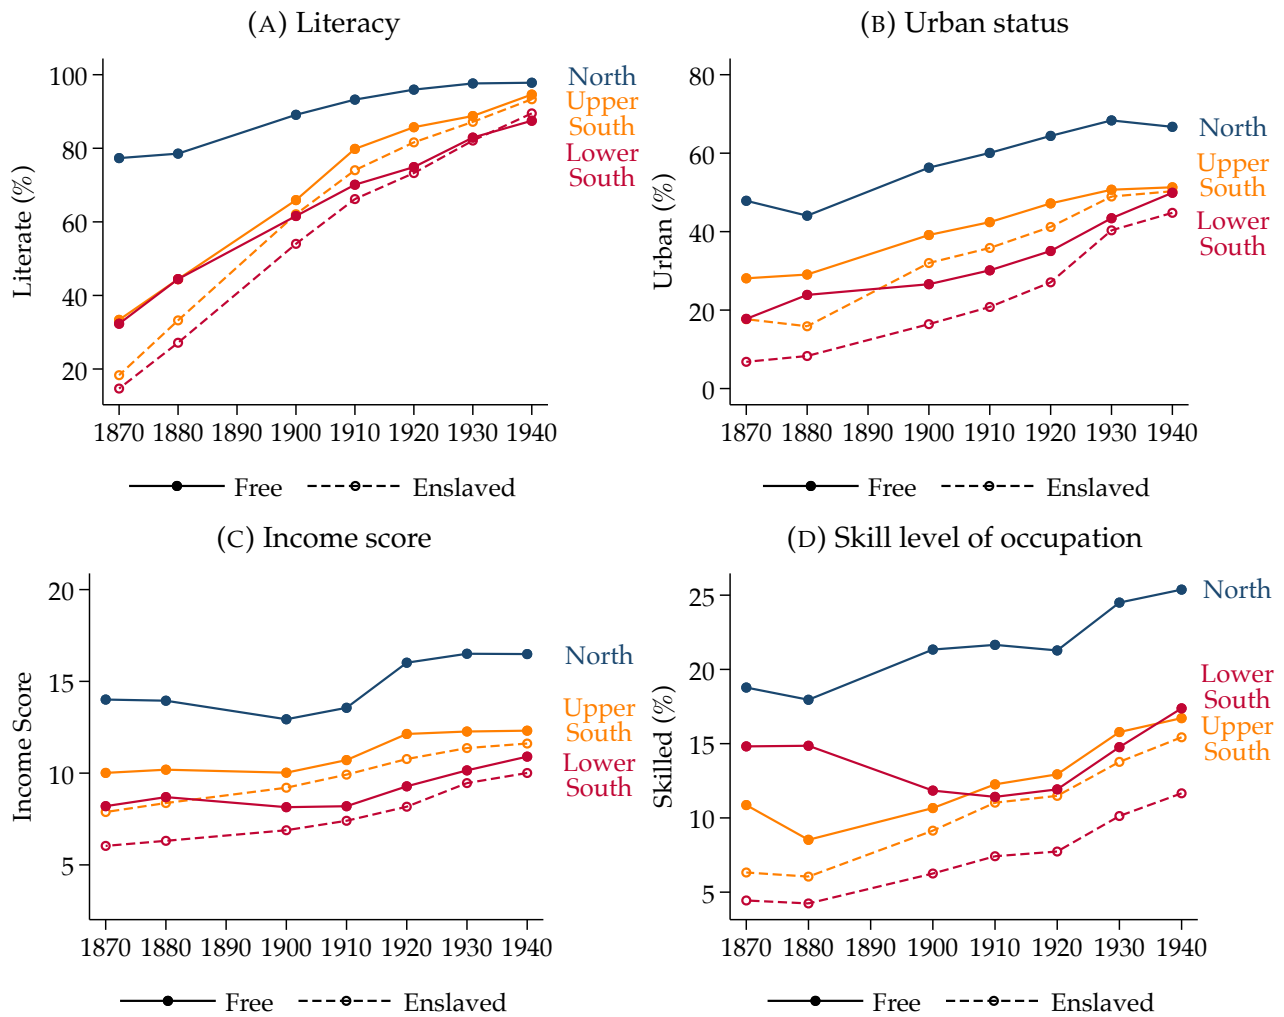 (A) Literacy
Literate (%)
100
80
60
40
20
1870 1880 1890 1900 1910 1920 1930 1940
North
Upper
South
Lower
South
Free Enslaved
(B) Urban status
Urban (%)
80
60
40
20
0
1870 1880 1890 1900 1910 1920 1930 1940
North
Upper
South
Lower
South
Free Enslaved
(C) Income score
Income Score
20
15
10
5
1870 1880 1890 1900 1910 1920 1930 1940
North
Upper
South
Lower
South
Free Enslaved
(D) Skill level of occupation
Skilled (%)
25
20
15
10
5
1870 1880 1890 1900 1910 1920 1930 1940
North
Lower
South
Upper
South
Free Enslaved